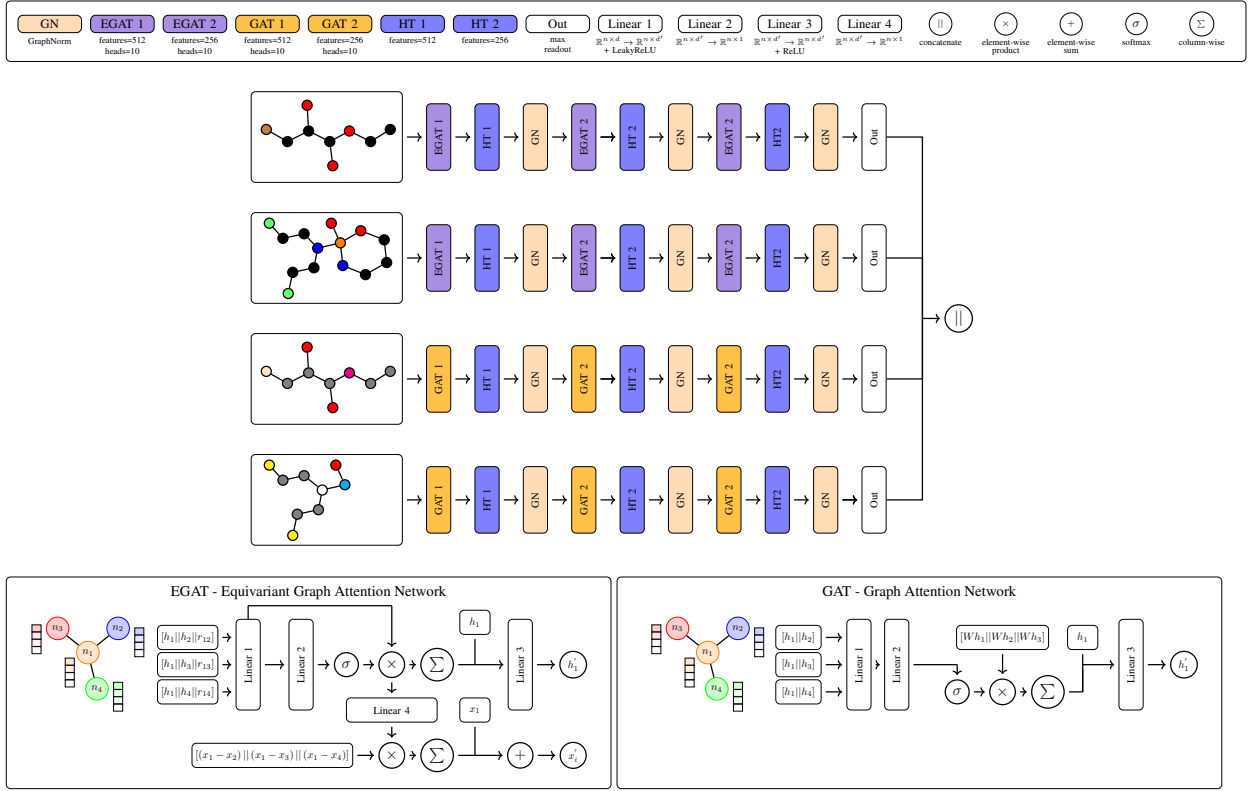 GN
GraphNorm
EGAT 1
features=512
heads=10
EGAT 2
features=256
heads=10
GAT 1
features=512
heads=10
GAT 2
features=256
heads=10
HT 1
features=512
HT 2
features=256
Out
max
readout
Linear 1
ℝ^{n×d} → ℝ^{n×d′}
+ LeakyReLU
Linear 2
ℝ^{n×d′} → ℝ^{n×1}
Linear 3
ℝ^{n×d′} → ℝ^{n×d′}
+ ReLU
Linear 4
ℝ^{n×d′} → ℝ^{n×1}
||
concatenate
×
element-wise
product
+
element-wise
sum
σ
softmax
Σ
column-wise
EGAT 1
HT 1
GN
EGAT 2
HT 2
GN
EGAT 2
HT2
GN
Out
EGAT 1
HT 1
GN
EGAT 2
HT 2
GN
EGAT 2
HT2
GN
Out
||
GAT 1
HT 1
GN
GAT 2
HT 2
GN
GAT 2
HT2
GN
Out
GAT 1
HT 1
GN
GAT 2
HT 2
GN
GAT 2
HT2
GN
Out
EGAT - Equivariant Graph Attention Network
n₃
n₂
n₁
n₄
[h₁||h₂||r₁₂]
[h₁||h₃||r₁₃]
[h₁||h₄||r₁₄]
Linear 1
Linear 2
σ
×
Σ
h₁
Linear 3
h₁′
Linear 4
x₁
[(x₁ − x₂) || (x₁ − x₃) || (x₁ − x₄)]
×
Σ
+
xᵢ′
GAT - Graph Attention Network
n₃
n₂
n₁
n₄
[h₁||h₂]
[h₁||h₃]
[h₁||h₄]
Linear 1
Linear 2
[Wh₁||Wh₂||Wh₃]
h₁
σ
×
Σ
Linear 3
h₁′